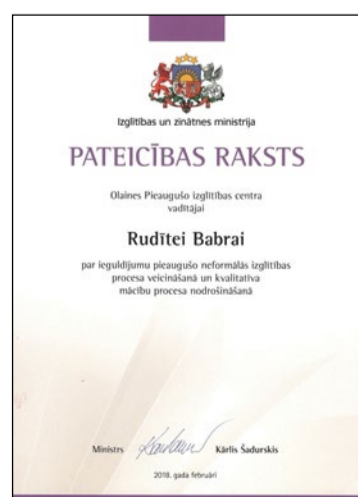 Izglītības un zinātnes ministrija
PATEICĪBAS RAKSTS
Olaines Pieaugušo izglītības centra
vadītājai
Rudītei Babrai
par ieguldījumu pieaugušo neformālās izglītības
procesa veicināšanā un kvalitatīva
mācību procesa nodrošināšanā
Ministrs Kārlis Šadurskis
2018. gada februārī